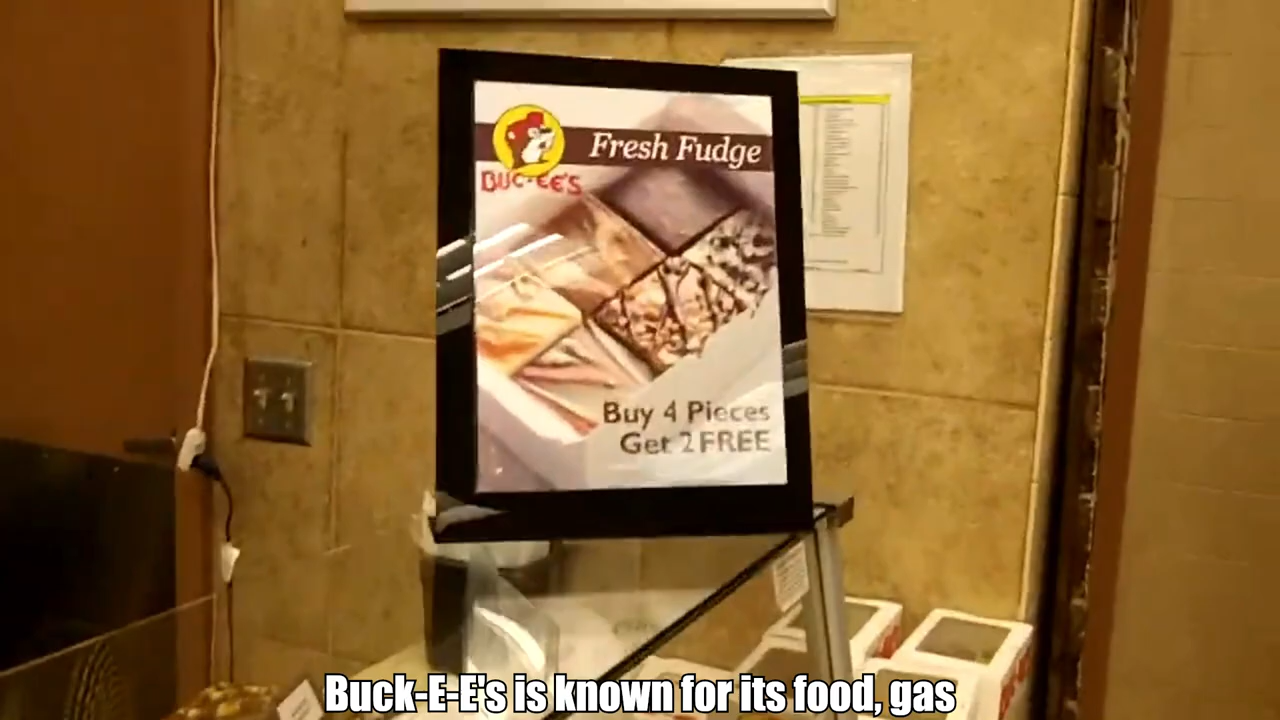 Fresh Fudge
BUC-EE'S
Buy 4 Pieces
Get 2 FREE
Buck-E-E's is known for its food, gas